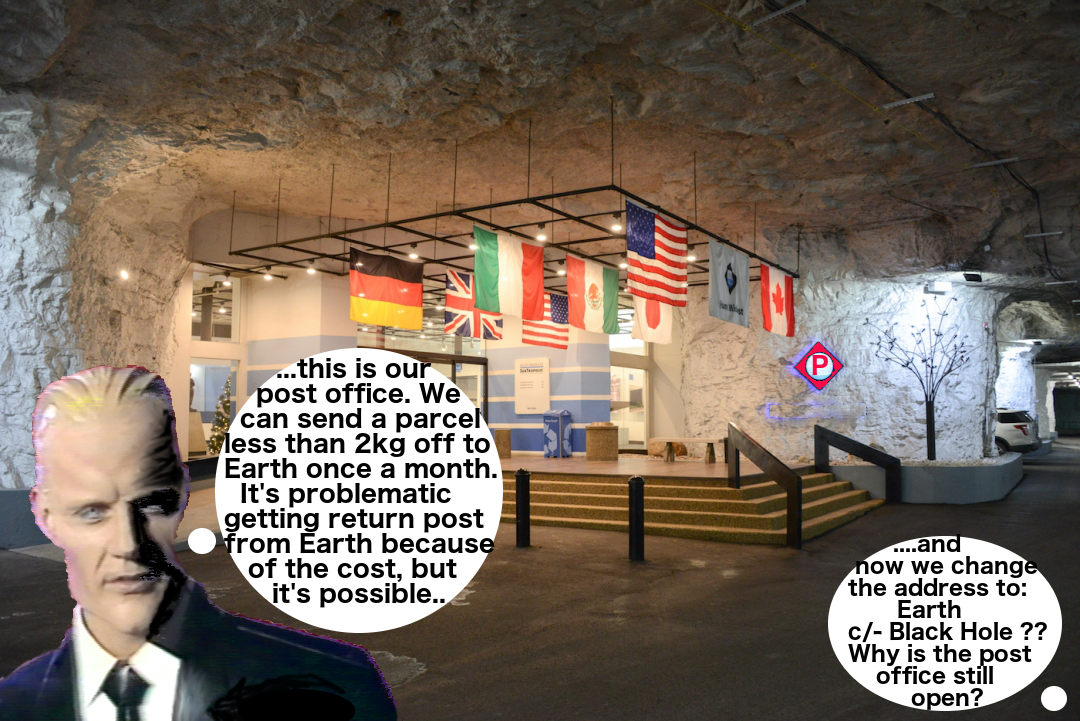 ...this is our
post office. We
can send a parcel
less than 2kg off to
Earth once a month.
It's problematic
getting return post
from Earth because
of the cost, but
it's possible..
P
....and
now we change
the address to:
Earth
c/- Black Hole ??
Why is the post
office still
open?